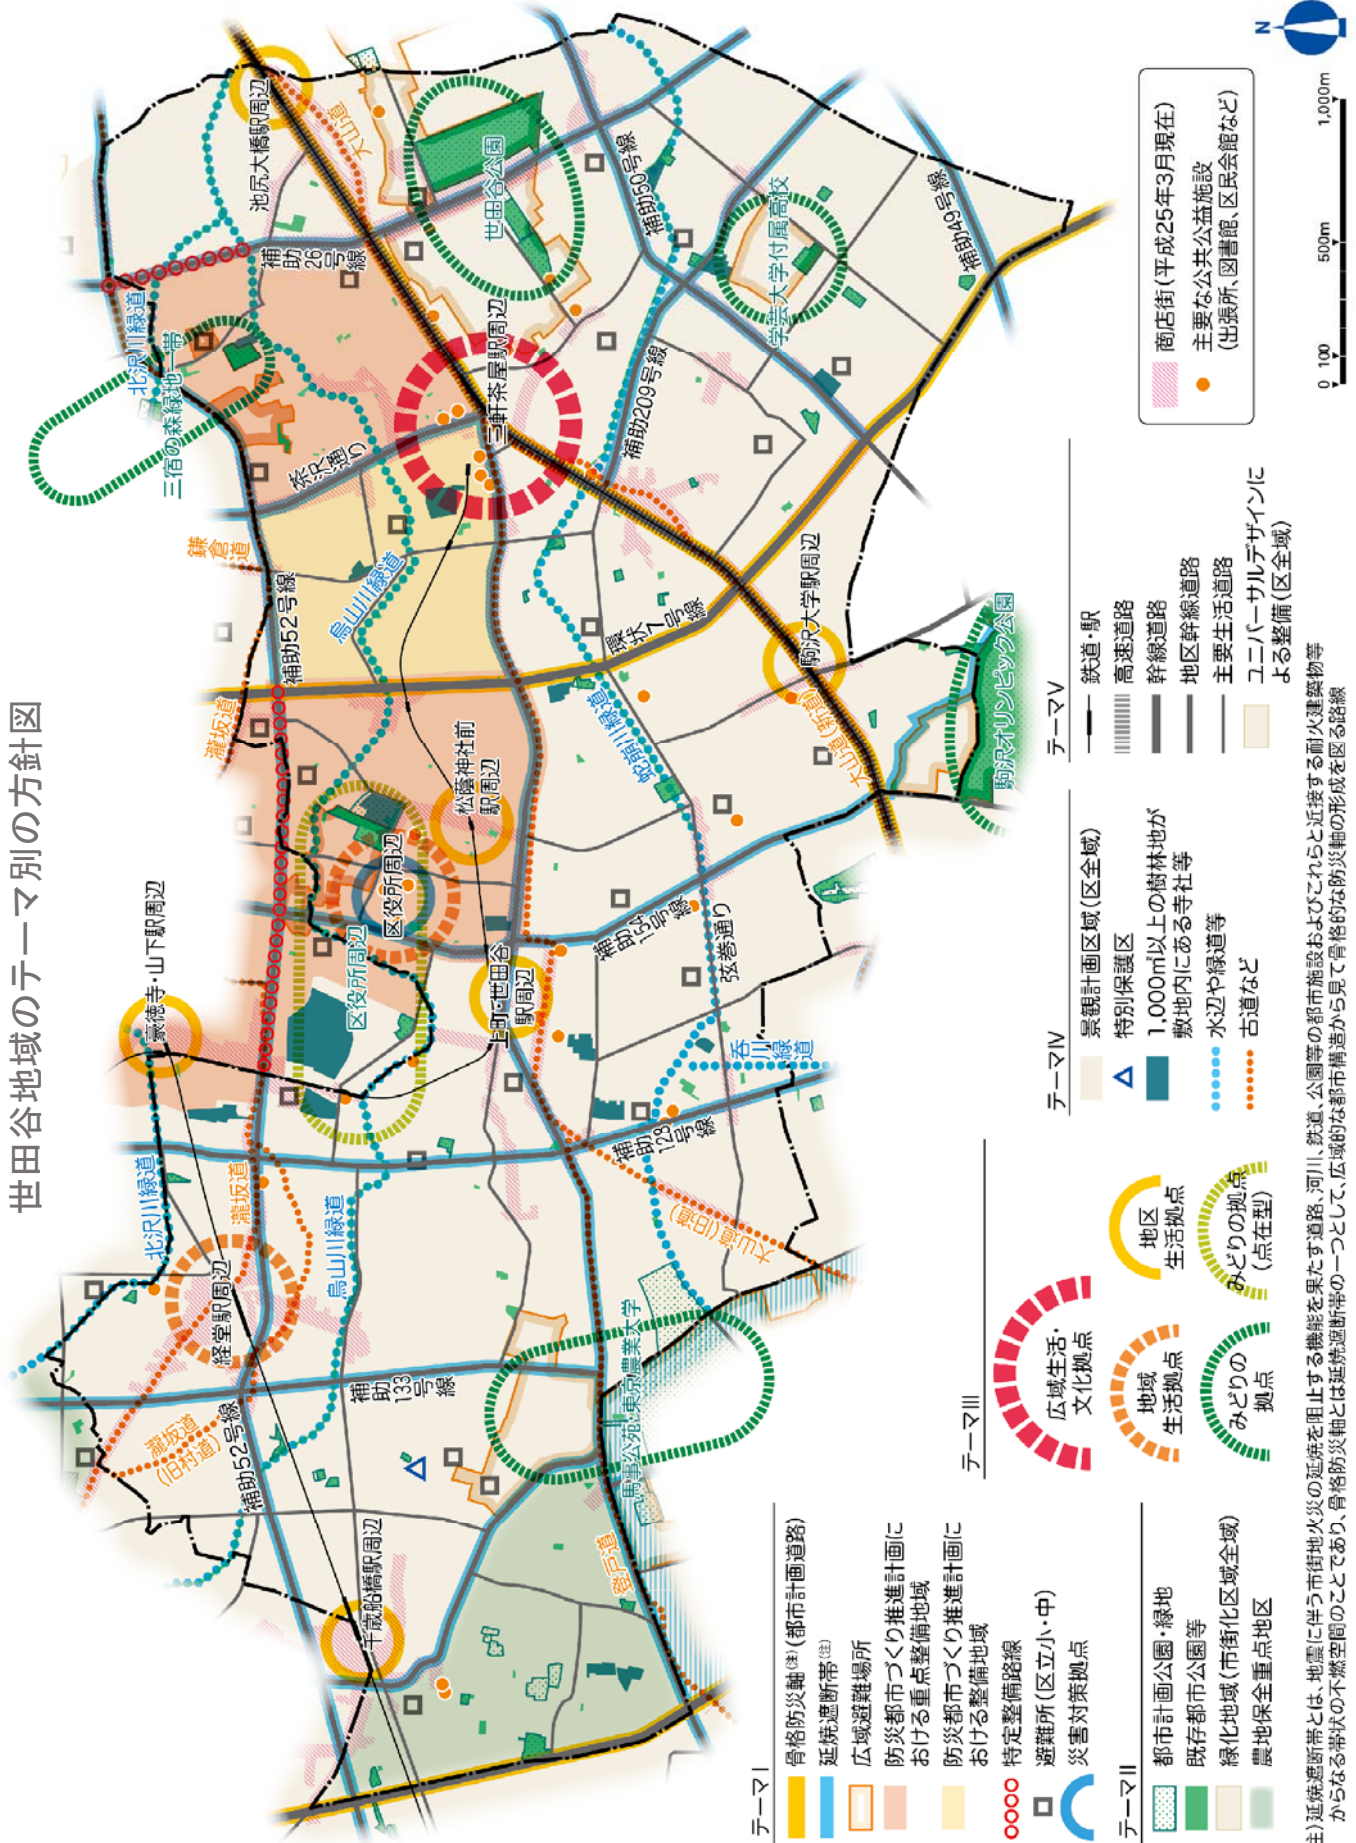 世田谷地域のテーマ別の方針図
池尻大橋駅周辺
大山道
世田谷公園
補助26号線
補助50号線
学芸大学付属高校
補助49号線
北沢川緑道
三宿の森緑地一帯
三軒茶屋駅周辺
補助209号線
茶沢通り
鎌倉道
補助52号線
烏山川緑道
環状7号線
駒沢大学駅周辺
駒沢オリンピック公園
瀧坂道
松陰神社前
駅周辺
蛇崩川緑道
大山道(新道)
豪徳寺・山下駅周辺
区役所周辺
区役所周辺
上町・世田谷
駅周辺
補助154号線
弦巻通り
呑川緑道
北沢川緑道
瀧坂道
烏山川緑道
補助128号線
大山道(旧道)
経堂駅周辺
補助133号線
馬事公苑・東京農業大学
瀧坂道
(旧村道)
補助52号線
千歳船橋駅周辺
登戸道
テーマⅠ
骨格防災軸(注)(都市計画道路)
延焼遮断帯(注)
広域避難場所
防災都市づくり推進計画に
おける重点整備地域
防災都市づくり推進計画に
おける整備地域
特定整備路線
避難所(区立小・中)
災害対策拠点
テーマⅡ
都市計画公園・緑地
既存都市公園等
緑化地域(市街化区域全域)
農地保全重点地区
テーマⅢ
広域生活・
文化拠点
地域
生活拠点
地区
生活拠点
みどりの
拠点
みどりの拠点
(点在型)
テーマⅣ
景観計画区域(区全域)
特別保護区
1,000㎡以上の樹林地が
敷地内にある寺社等
水辺や緑道等
古道など
テーマⅤ
鉄道・駅
高速道路
幹線道路
地区幹線道路
主要生活道路
ユニバーサルデザインに
よる整備(区全域)
商店街(平成25年3月現在)
主要な公共公益施設
(出張所、図書館、区民会館など)
N
0 100 500m 1,000m
注)延焼遮断帯とは、地震に伴う市街地火災の延焼を阻止する機能を果たす道路、河川、鉄道、公園等の都市施設およびこれらと近接する耐火建築物等
からなる帯状の不燃空間のことであり、骨格防災軸とは延焼遮断帯の一つとして、広域的な都市構造から見て骨格的な防災軸の形成を図る路線